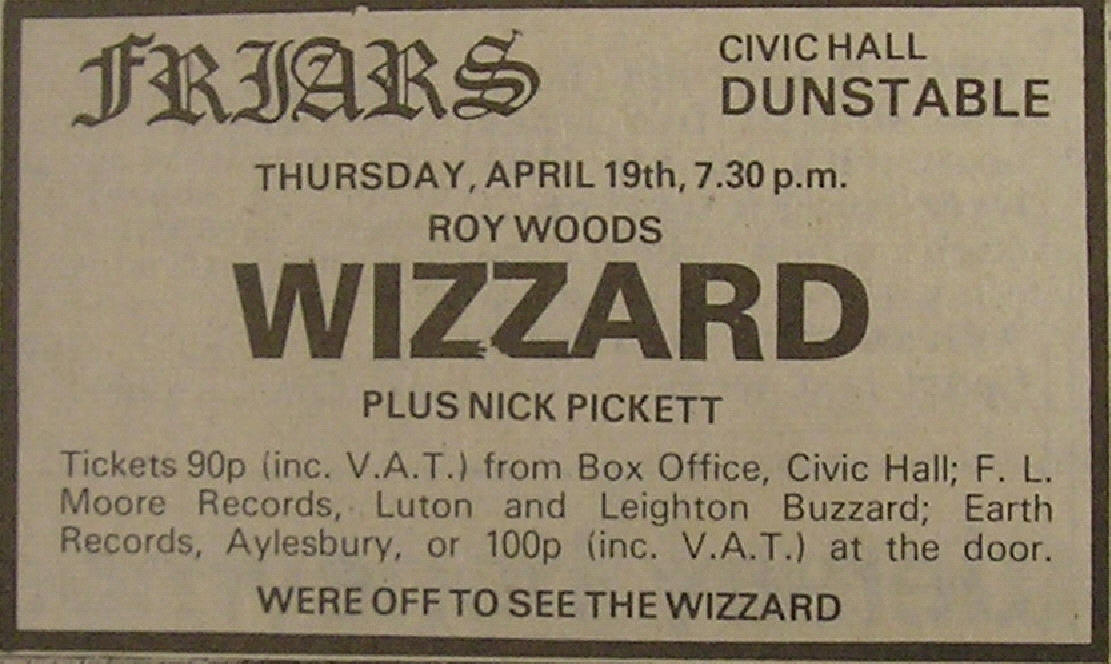 FRIARS
CIVIC HALL
DUNSTABLE
THURSDAY, APRIL 19th, 7.30 p.m.
ROY WOODS
WIZZARD
PLUS NICK PICKETT
Tickets 90p (inc. V.A.T.) from Box Office, Civic Hall; F. L.
Moore Records, Luton and Leighton Buzzard; Earth
Records, Aylesbury, or 100p (inc. V.A.T.) at the door.
WERE OFF TO SEE THE WIZZARD